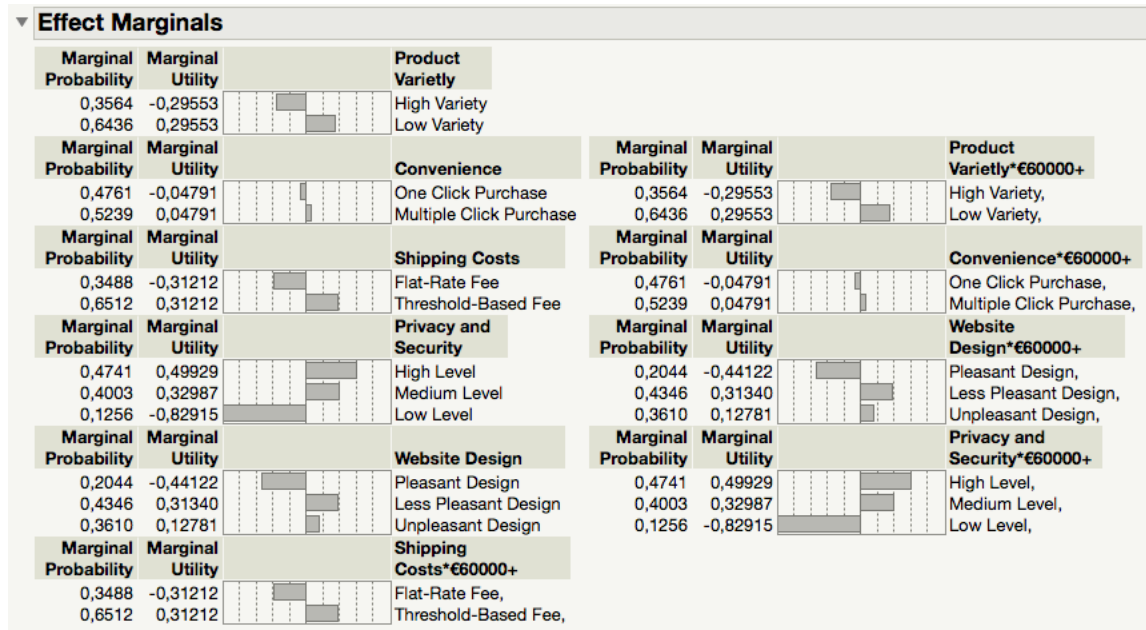 Effect Marginals
Marginal Marginal Product
Probability Utility Varietly
0,3564 -0,29553 High Variety
0,6436 0,29553 Low Variety
Marginal Marginal
Probability Utility Convenience
0,4761 -0,04791 One Click Purchase
0,5239 0,04791 Multiple Click Purchase
Marginal Marginal
Probability Utility Shipping Costs
0,3488 -0,31212 Flat-Rate Fee
0,6512 0,31212 Threshold-Based Fee
Marginal Marginal Privacy and
Probability Utility Security
0,4741 0,49929 High Level
0,4003 0,32987 Medium Level
0,1256 -0,82915 Low Level
Marginal Marginal
Probability Utility Website Design
0,2044 -0,44122 Pleasant Design
0,4346 0,31340 Less Pleasant Design
0,3610 0,12781 Unpleasant Design
Marginal Marginal Shipping
Probability Utility Costs*€60000+
0,3488 -0,31212 Flat-Rate Fee,
0,6512 0,31212 Threshold-Based Fee,
Marginal Marginal Product
Probability Utility Varietly*€60000+
0,3564 -0,29553 High Variety,
0,6436 0,29553 Low Variety,
Marginal Marginal
Probability Utility Convenience*€60000+
0,4761 -0,04791 One Click Purchase,
0,5239 0,04791 Multiple Click Purchase,
Marginal Marginal Website
Probability Utility Design*€60000+
0,2044 -0,44122 Pleasant Design,
0,4346 0,31340 Less Pleasant Design,
0,3610 0,12781 Unpleasant Design,
Marginal Marginal Privacy and
Probability Utility Security*€60000+
0,4741 0,49929 High Level,
0,4003 0,32987 Medium Level,
0,1256 -0,82915 Low Level,